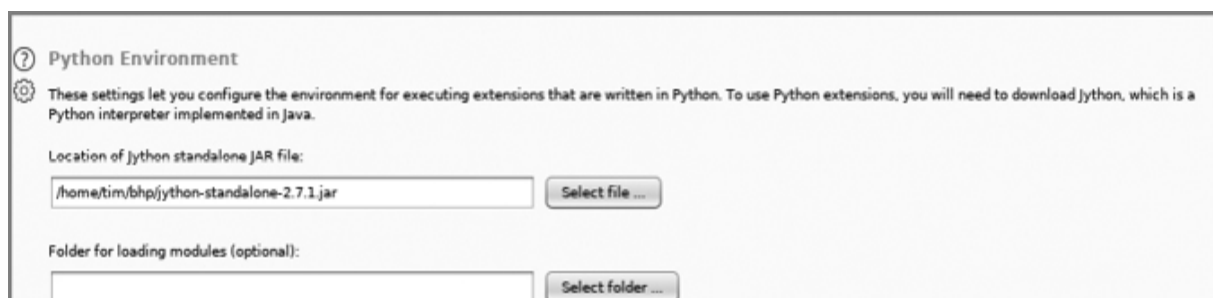 Python Environment
These settings let you configure the environment for executing extensions that are written in Python. To use Python extensions, you will need to download Jython, which is a
Python interpreter implemented in Java.
Location of Jython standalone JAR file:
/home/tim/bhp/jython-standalone-2.7.1.jar
Select file ...
Folder for loading modules (optional):
Select folder ...